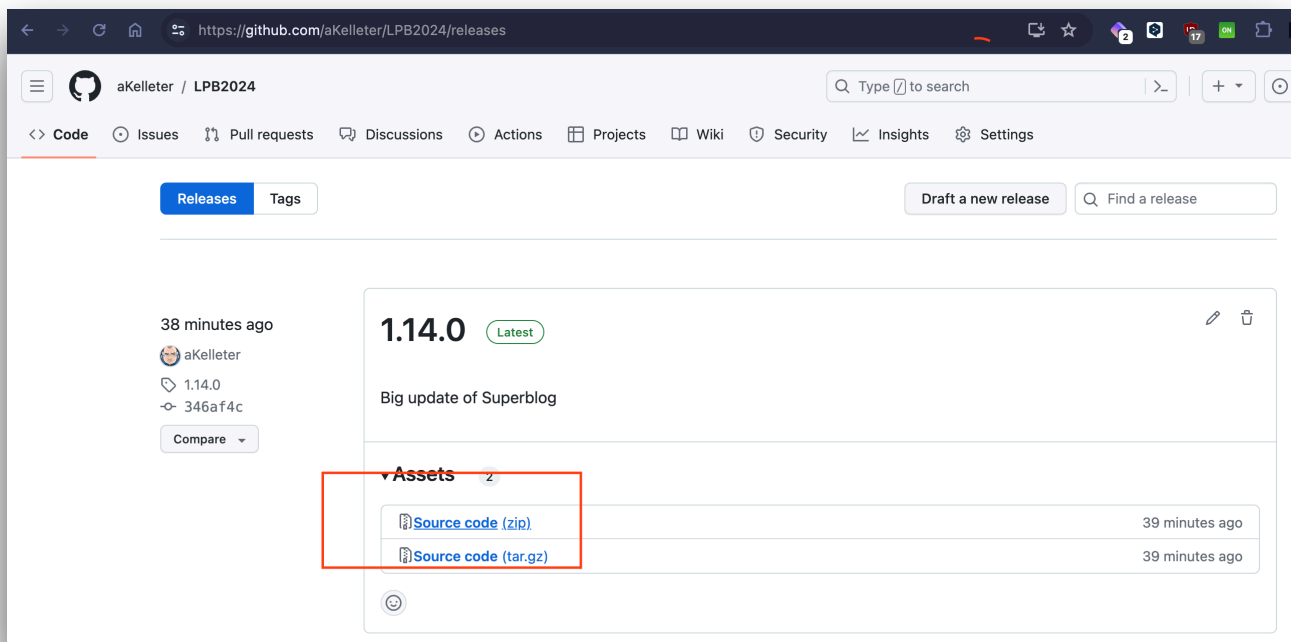 https://github.com/aKelleter/LPB2024/releases
2
17
ON
aKelleter / LPB2024
Type / to search
Code
Issues
Pull requests
Discussions
Actions
Projects
Wiki
Security
Insights
Settings
Releases
Tags
Draft a new release
Find a release
38 minutes ago
aKelleter
1.14.0
346af4c
Compare
1.14.0
Latest
Big update of Superblog
Assets 2
Source code (zip)
39 minutes ago
Source code (tar.gz)
39 minutes ago